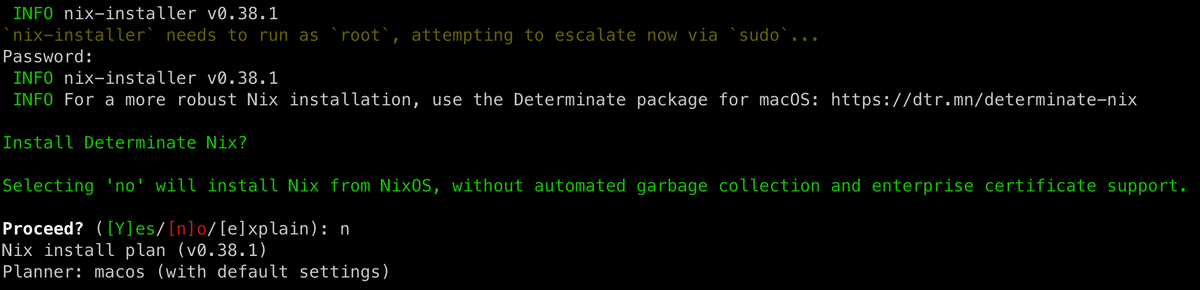 INFO nix-installer v0.38.1
`nix-installer` needs to run as `root`, attempting to escalate now via `sudo`...
Password:
INFO nix-installer v0.38.1
INFO For a more robust Nix installation, use the Determinate package for macOS: https://dtr.mn/determinate-nix
Install Determinate Nix?
Selecting 'no' will install Nix from NixOS, without automated garbage collection and enterprise certificate support.
Proceed? ([Y]es/[n]o/[e]xplain): n
Nix install plan (v0.38.1)
Planner: macos (with default settings)